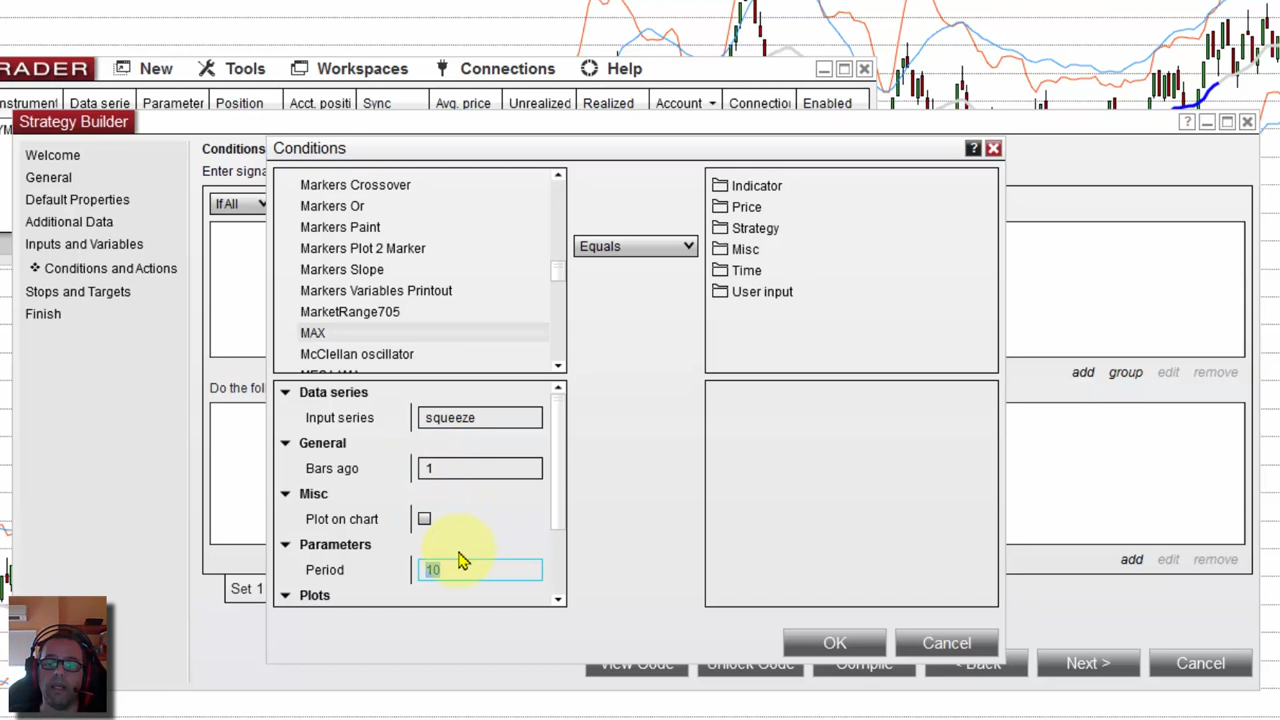 RADER New Tools Workspaces Connections Help
Instrument Data serie Parameter Position Acct. positi Sync Avg. price Unrealized Realized Account Connectio Enabled
YM
Strategy Builder ?
Welcome
General
Default Properties
Additional Data
Inputs and Variables
Conditions and Actions
Stops and Targets
Finish
Conditions
Enter signa
If All
Do the fol
Set 1
Conditions ?
Markers Crossover
Markers Or
Markers Paint
Markers Plot 2 Marker
Markers Slope
Markers Variables Printout
MarketRange705
MAX
McClellan oscillator
Equals
Indicator
Price
Strategy
Misc
Time
User input
Data series
Input series squeeze
General
Bars ago 1
Misc
Plot on chart
Parameters
Period 10
Plots
OK Cancel
add group edit remove
add edit remove
View Code Unlock Code Compile < Back Next > Cancel